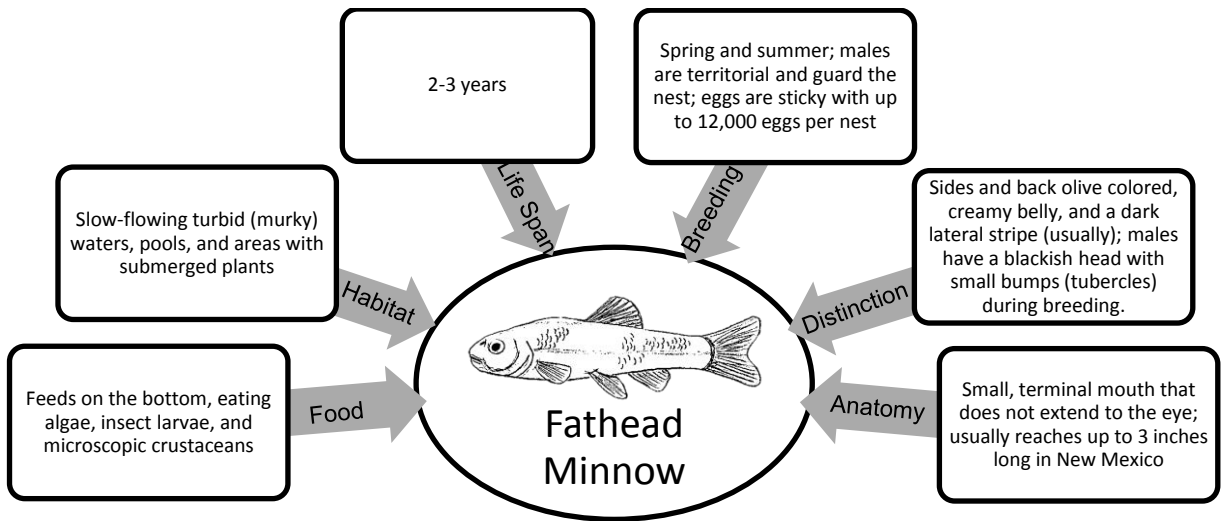 2-3 years
Life Span
Spring and summer; males
are territorial and guard the
nest; eggs are sticky with up
to 12,000 eggs per nest
Breeding
Slow-flowing turbid (murky)
waters, pools, and areas with
submerged plants
Habitat
Sides and back olive colored,
creamy belly, and a dark
lateral stripe (usually); males
have a blackish head with
small bumps (tubercles)
during breeding.
Distinction
Feeds on the bottom, eating
algae, insect larvae, and
microscopic crustaceans
Food
Small, terminal mouth that
does not extend to the eye;
usually reaches up to 3 inches
long in New Mexico
Anatomy
Fathead
Minnow